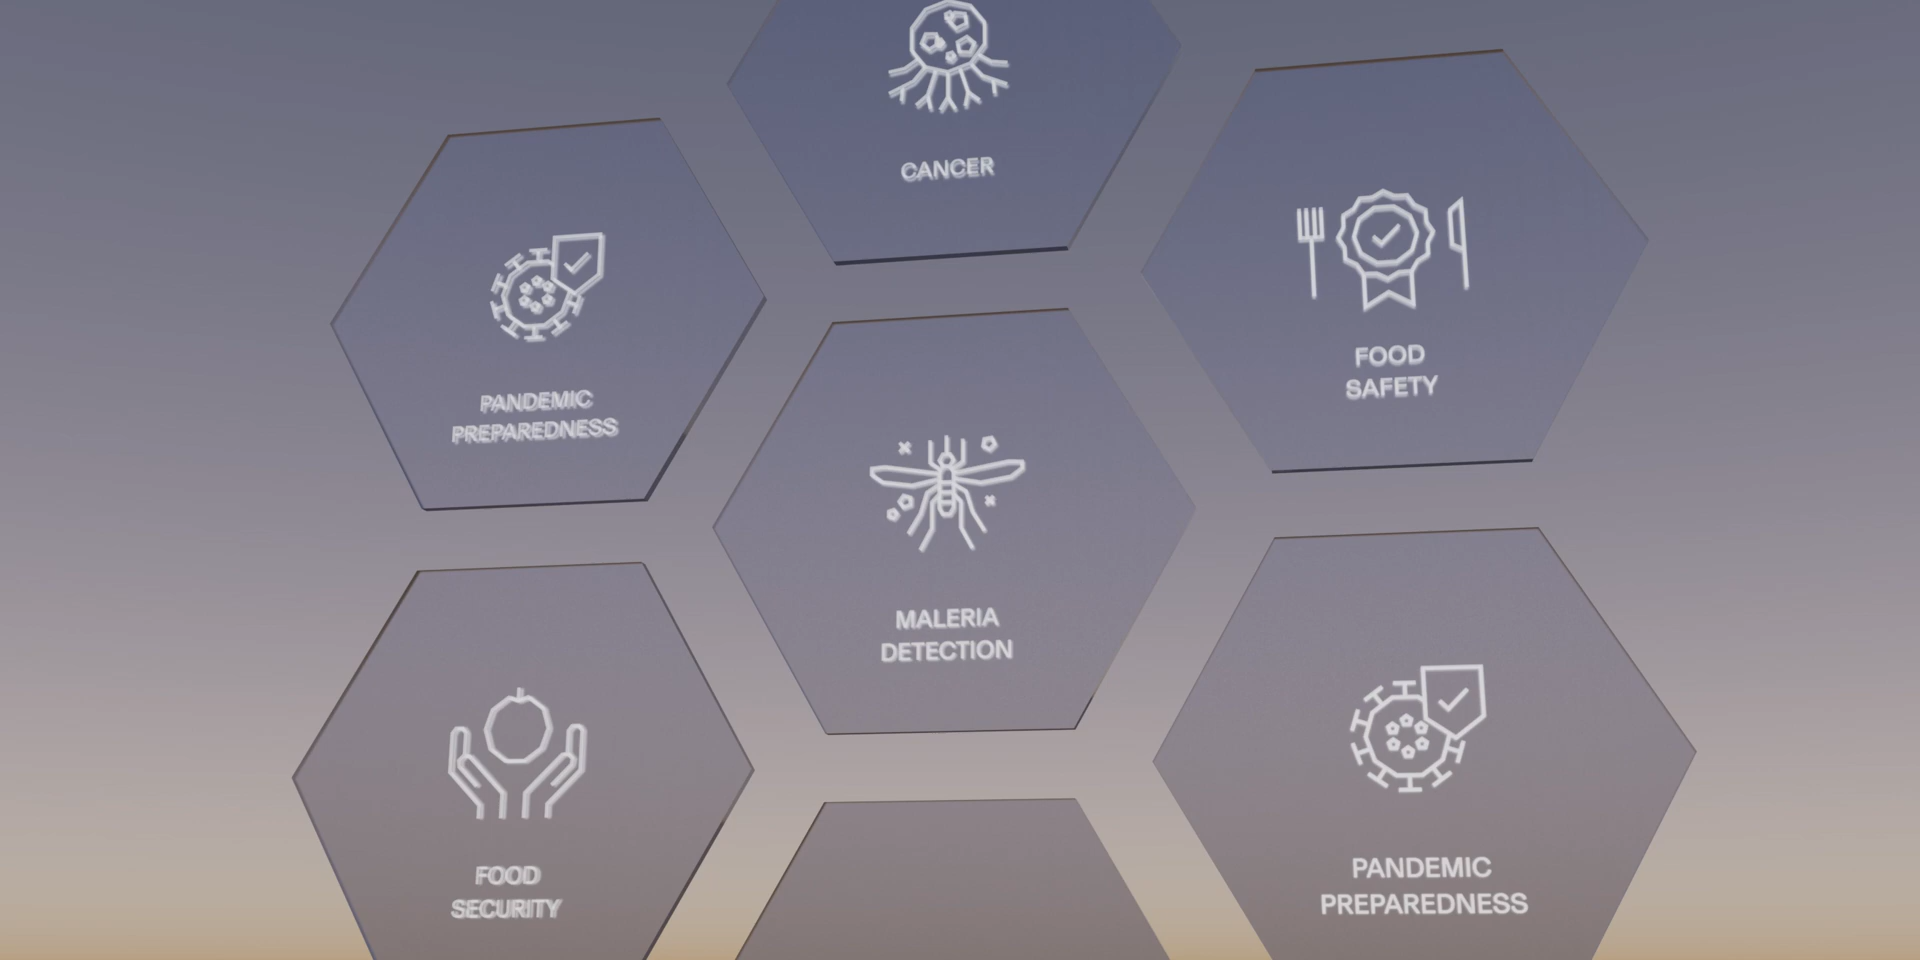 CANCER
FOOD
SAFETY
PANDEMIC
PREPAREDNESS
MALERIA
DETECTION
FOOD
SECURITY
PANDEMIC
PREPAREDNESS